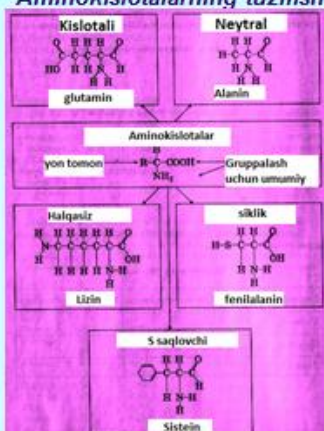 Aminokislotalarning tuzilish
Kislotali
glutamin
Neytral
Alanin
Aminokislotalar
yon tomon
H
R-C-COOH
NH₂
Gruppalash
uchun umumiy
Halqasiz
Lizin
siklik
fenilalanin
S saqlovchi
Sistein